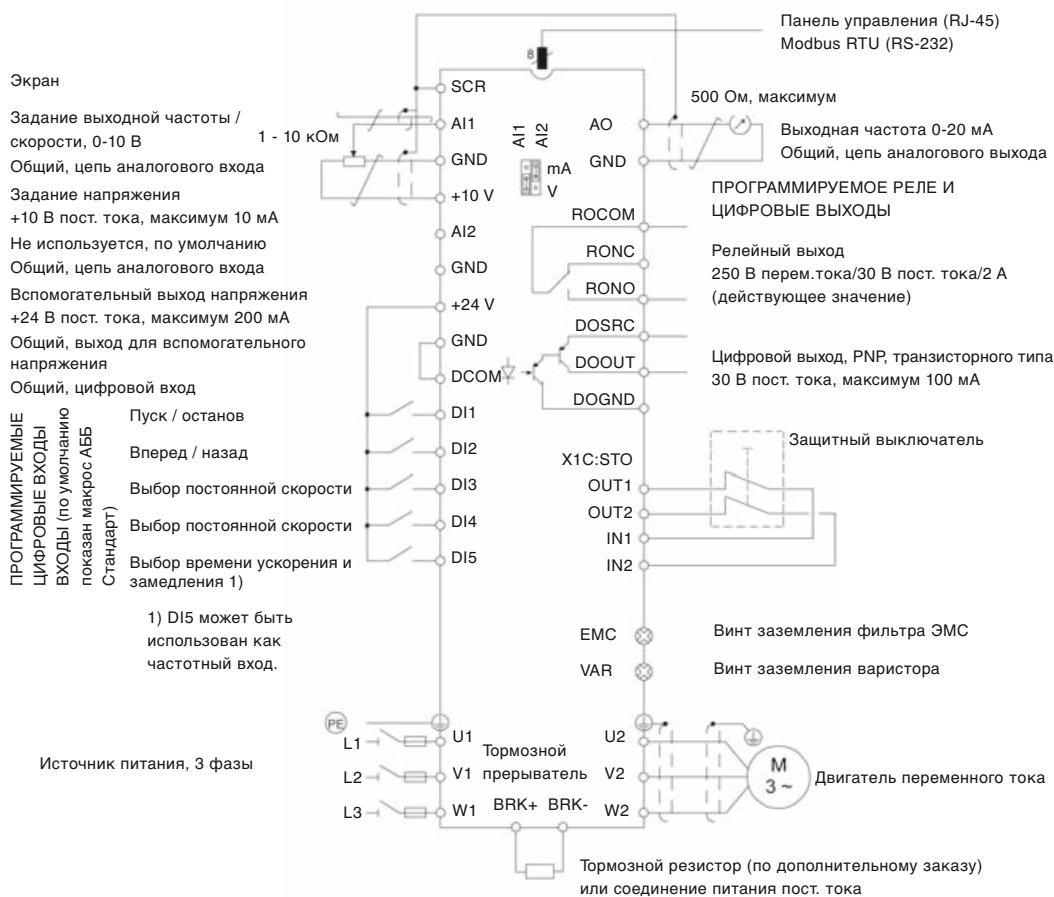 Панель управления (RJ-45)
Modbus RTU (RS-232)
8
Экран
SCR
500 Ом, максимум
Задание выходной частоты /
скорости, 0-10 В
1 - 10 кОм
AI1
AI1
AI2
AO
Выходная частота 0-20 мА
Общий, цепь аналогового входа
GND
mA
V
GND
Общий, цепь аналогового выхода
Задание напряжения
+10 В пост. тока, максимум 10 мА
+10 V
ПРОГРАММИРУЕМОЕ РЕЛЕ И
ЦИФРОВЫЕ ВЫХОДЫ
ROCOM
Не используется, по умолчанию
AI2
RONC
Релейный выход
250 В перем.тока/30 В пост. тока/2 А
(действующее значение)
Общий, цепь аналогового входа
GND
RONO
Вспомогательный выход напряжения
+24 В пост. тока, максимум 200 мА
+24 V
DOSRC
Общий, выход для вспомогательного
напряжения
GND
DOOUT
Цифровой выход, PNP, транзисторного типа
30 В пост. тока, максимум 100 мА
Общий, цифровой вход
DCOM
DOGND
ПРОГРАММИРУЕМЫЕ
ЦИФРОВЫЕ ВХОДЫ
ВХОДЫ (по умолчанию
показан макрос АББ
Стандарт)
Пуск / останов
DI1
Вперед / назад
DI2
Выбор постоянной скорости
DI3
Выбор постоянной скорости
DI4
Выбор времени ускорения и
замедления 1)
DI5
Защитный выключатель
X1C:STO
OUT1
OUT2
IN1
IN2
1) DI5 может быть
использован как
частотный вход.
EMC
Винт заземления фильтра ЭМС
VAR
Винт заземления варистора
PE
Источник питания, 3 фазы
L1
U1
L2
V1
L3
W1
Тормозной
прерыватель
BRK+
BRK-
U2
V2
W2
M
3 ~
Двигатель переменного тока
Тормозной резистор (по дополнительному заказу)
или соединение питания пост. тока